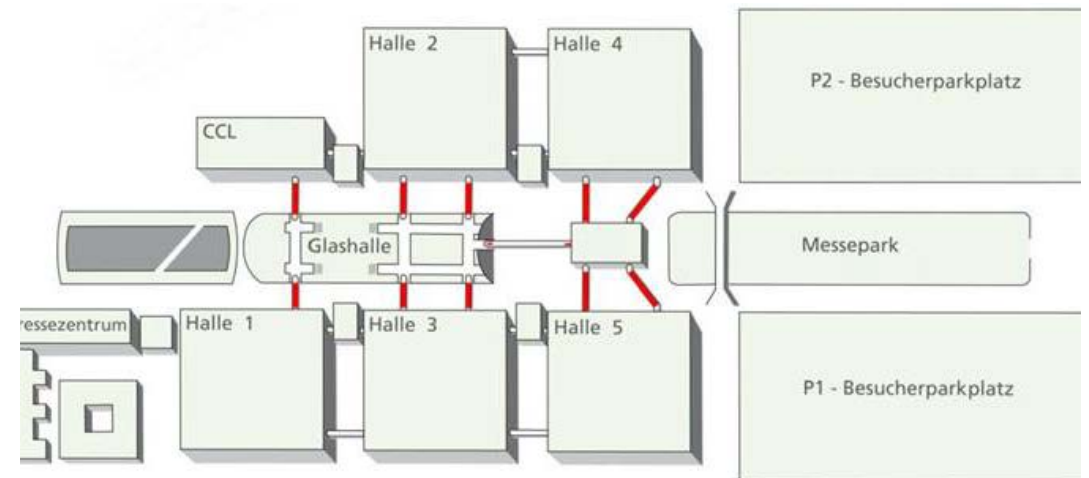 Halle 2
Halle 4
P2 - Besucherparkplatz
CCL
Glashalle
Messepark
ressezentrum
Halle 1
Halle 3
Halle 5
P1 - Besucherparkplatz